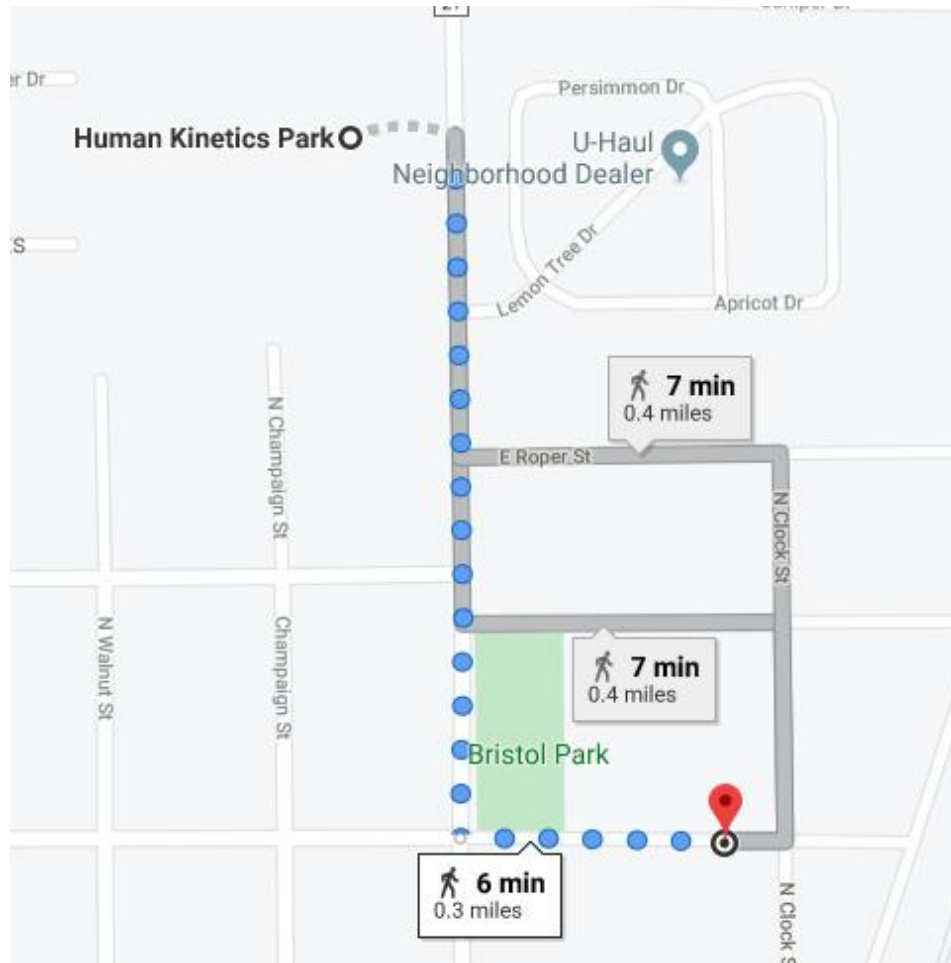 er Dr
Persimmon Dr
Human Kinetics Park
U-Haul
Neighborhood Dealer
Lemon Tree Dr
Apricot Dr
7 min
0.4 miles
N Champaign St
E Roper St
N Clock St
N Walnut St
Champaign St
7 min
0.4 miles
Bristol Park
6 min
0.3 miles
N Clock S